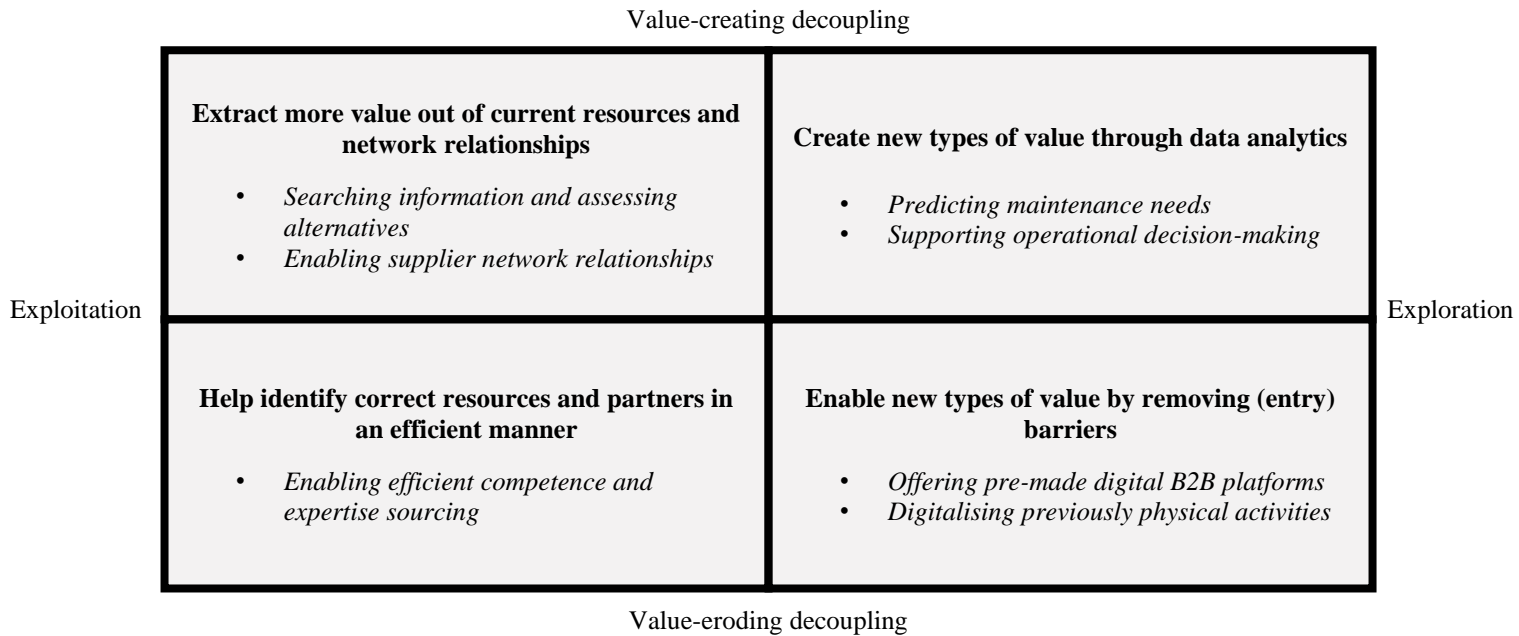 Value-creating decoupling
Extract more value out of current resources and
network relationships
• Searching information and assessing
alternatives
• Enabling supplier network relationships
Create new types of value through data analytics
• Predicting maintenance needs
• Supporting operational decision-making
Exploitation
Exploration
Help identify correct resources and partners in
an efficient manner
• Enabling efficient competence and
expertise sourcing
Enable new types of value by removing (entry)
barriers
• Offering pre-made digital B2B platforms
• Digitalising previously physical activities
Value-eroding decoupling